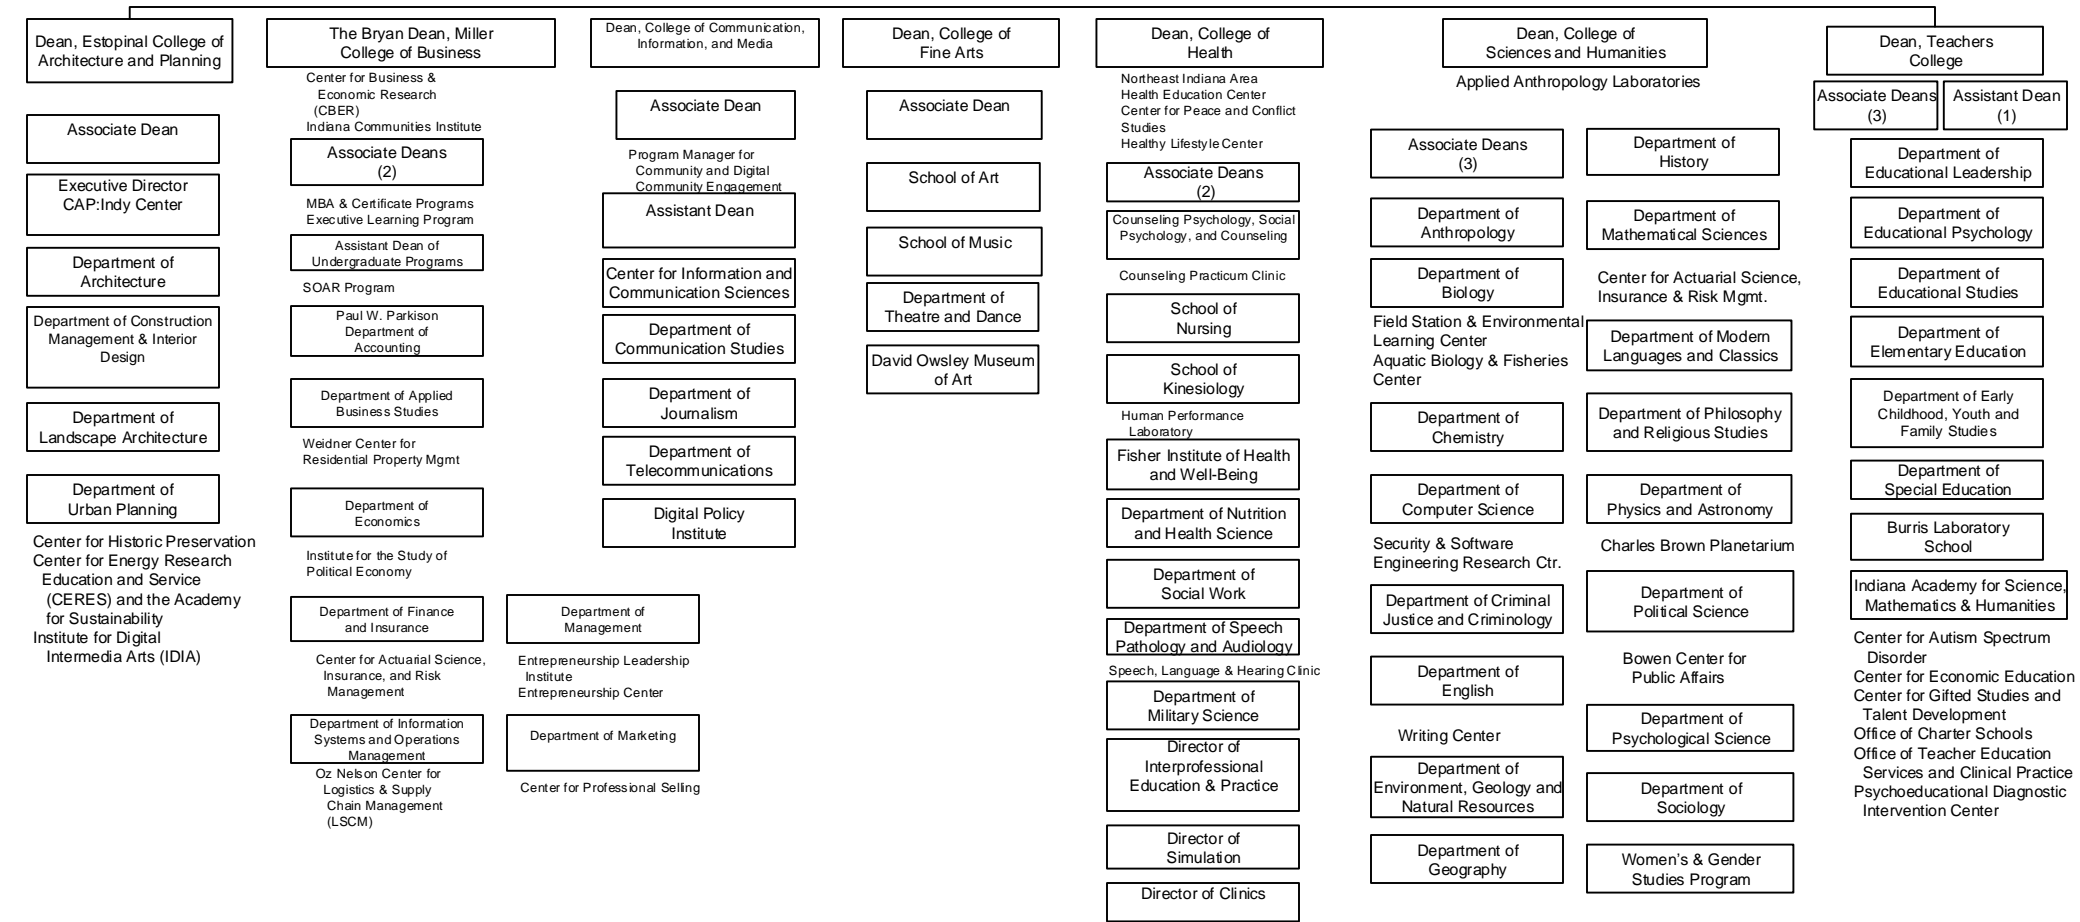 Dean, Estopinal College of
Architecture and Planning
Associate Dean
Executive Director
CAP:Indy Center
Department of
Architecture
Department of Construction
Management & Interior
Design
Department of
Landscape Architecture
Department of
Urban Planning
Center for Historic Preservation
Center for Energy Research
Education and Service
(CERES) and the Academy
for Sustainability
Institute for Digital
Intermedia Arts (IDIA)
The Bryan Dean, Miller
College of Business
Center for Business &
Economic Research
(CBER)
Indiana Communities Institute
Associate Deans
(2)
MBA & Certificate Programs
Executive Learning Program
Assistant Dean of
Undergraduate Programs
SOAR Program
Paul W. Parkison
Department of
Accounting
Department of Applied
Business Studies
Weidner Center for
Residential Property Mgmt
Department of
Economics
Institute for the Study of
Political Economy
Department of Finance
and Insurance
Center for Actuarial Science,
Insurance, and Risk
Management
Department of Information
Systems and Operations
Management
Oz Nelson Center for
Logistics & Supply
Chain Management
(LSCM)
Department of
Management
Entrepreneurship Leadership
Institute
Entrepreneurship Center
Department of Marketing
Center for Professional Selling
Dean, College of Communication,
Information, and Media
Associate Dean
Program Manager for
Community and Digital
Community Engagement
Assistant Dean
Center for Information and
Communication Sciences
Department of
Communication Studies
Department of
Journalism
Department of
Telecommunications
Digital Policy
Institute
Dean, College of
Fine Arts
Associate Dean
School of Art
School of Music
Department of
Theatre and Dance
David Owsley Museum
of Art
Dean, College of
Health
Northeast Indiana Area
Health Education Center
Center for Peace and Conflict
Studies
Healthy Lifestyle Center
Associate Deans
(2)
Counseling Psychology, Social
Psychology, and Counseling
Counseling Practicum Clinic
School of
Nursing
School of
Kinesiology
Human Performance
Laboratory
Fisher Institute of Health
and Well-Being
Department of Nutrition
and Health Science
Department of
Social Work
Department of Speech
Pathology and Audiology
Speech, Language & Hearing Clinic
Department of
Military Science
Director of
Interprofessional
Education & Practice
Director of
Simulation
Director of Clinics
Dean, College of
Sciences and Humanities
Applied Anthropology Laboratories
Associate Deans
(3)
Department of
Anthropology
Department of
Biology
Field Station & Environmental
Learning Center
Aquatic Biology & Fisheries
Center
Department of
Chemistry
Department of
Computer Science
Security & Software
Engineering Research Ctr.
Department of Criminal
Justice and Criminology
Department of
English
Writing Center
Department of
Environment, Geology and
Natural Resources
Department of
Geography
Department of
History
Department of
Mathematical Sciences
Center for Actuarial Science,
Insurance & Risk Mgmt.
Department of Modern
Languages and Classics
Department of Philosophy
and Religious Studies
Department of
Physics and Astronomy
Charles Brown Planetarium
Department of
Political Science
Bowen Center for
Public Affairs
Department of
Psychological Science
Department of
Sociology
Women's & Gender
Studies Program
Dean, Teachers
College
Associate Deans
(3)
Assistant Dean
(1)
Department of
Educational Leadership
Department of
Educational Psychology
Department of
Educational Studies
Department of
Elementary Education
Department of Early
Childhood, Youth and
Family Studies
Department of
Special Education
Burris Laboratory
School
Indiana Academy for Science,
Mathematics & Humanities
Center for Autism Spectrum
Disorder
Center for Economic Education
Center for Gifted Studies and
Talent Development
Office of Charter Schools
Office of Teacher Education
Services and Clinical Practice
Psychoeducational Diagnostic
Intervention Center